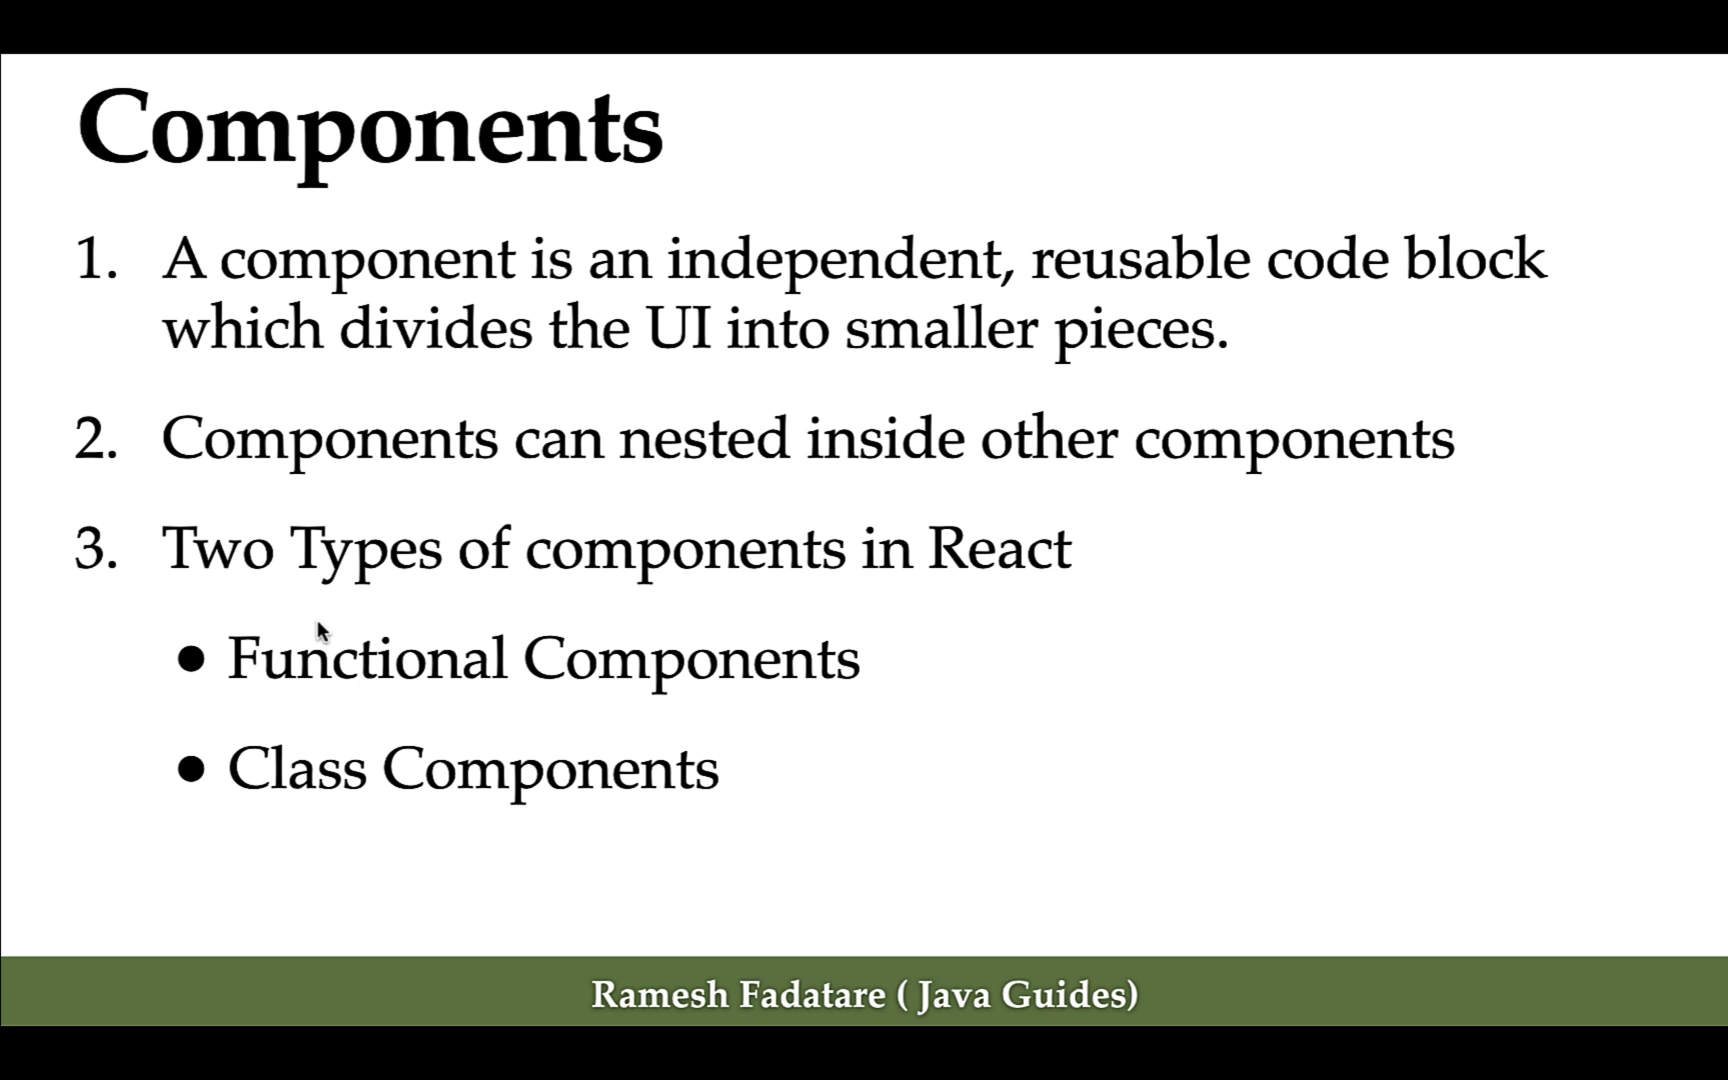 Components
1. A component is an independent, reusable code block
which divides the UI into smaller pieces.
2. Components can nested inside other components
3. Two Types of components in React
● Functional Components
● Class Components
Ramesh Fadatare ( Java Guides)